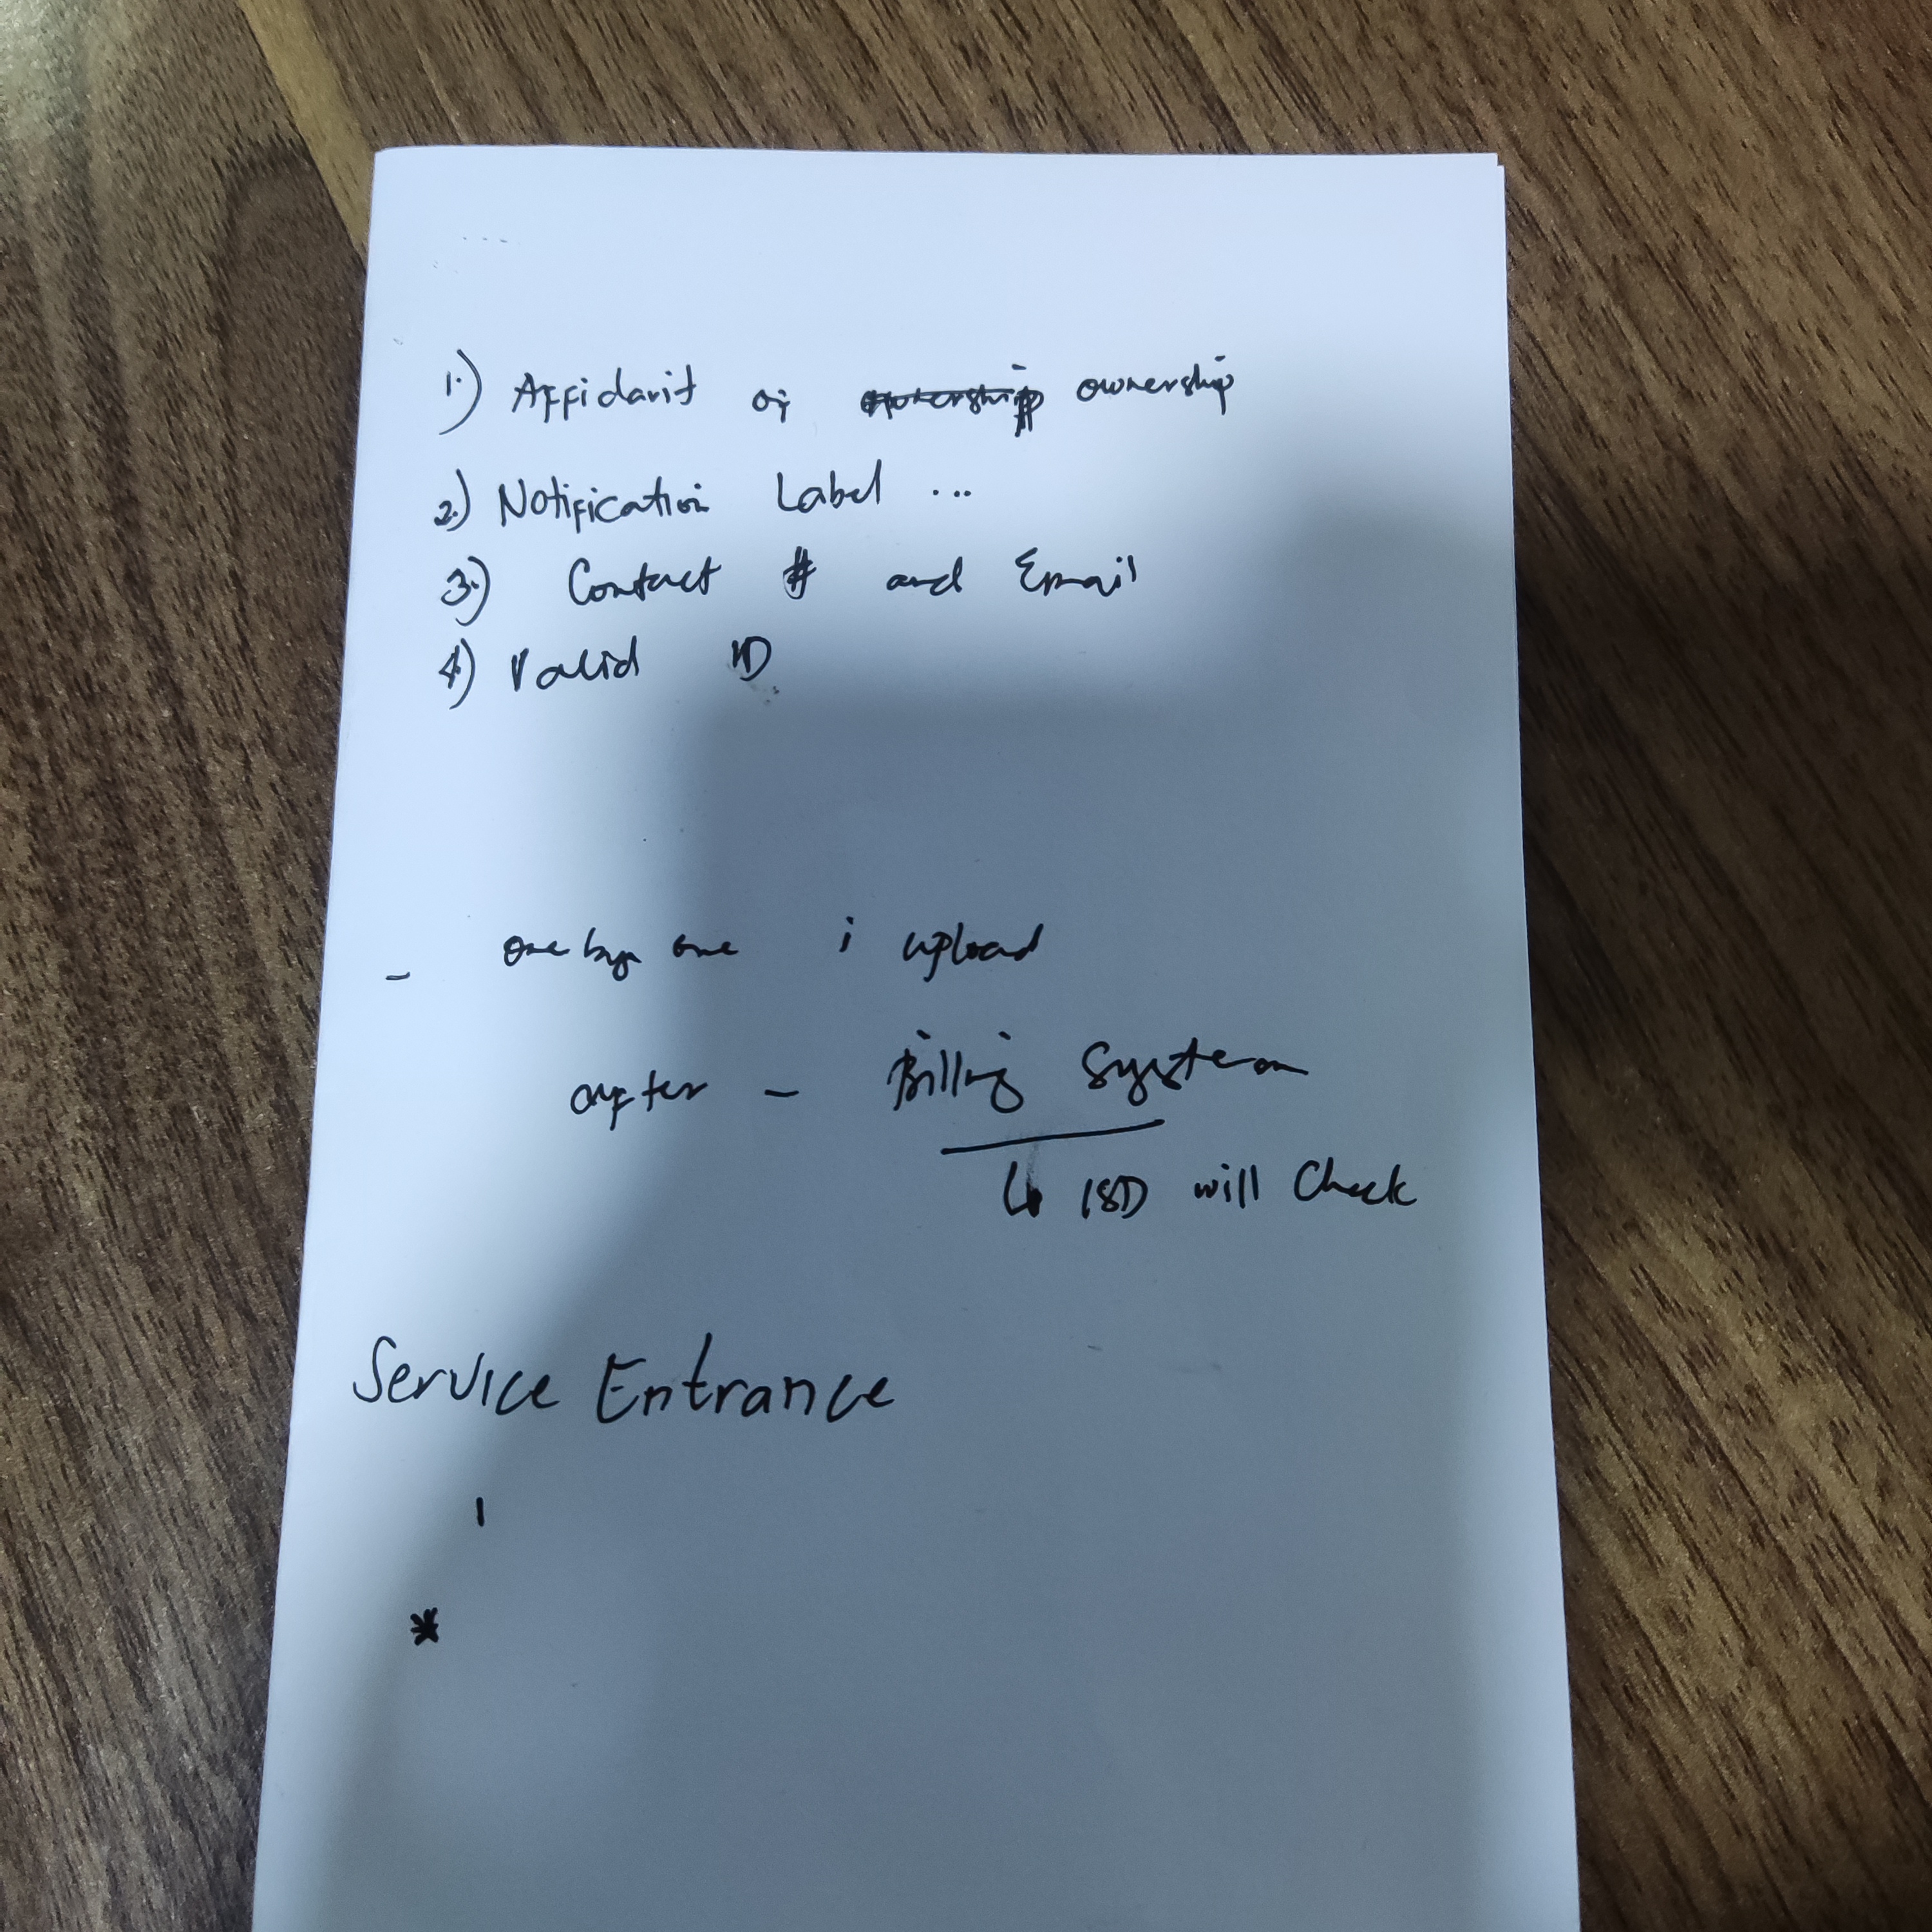 1.) Affidavit of ownership ownership
2.) Notification Label ...
3.) Contact # and Email
4.) Valid ID
- one by one i upload
after - Billing System
↳ ISD will Check
Service Entrance
*